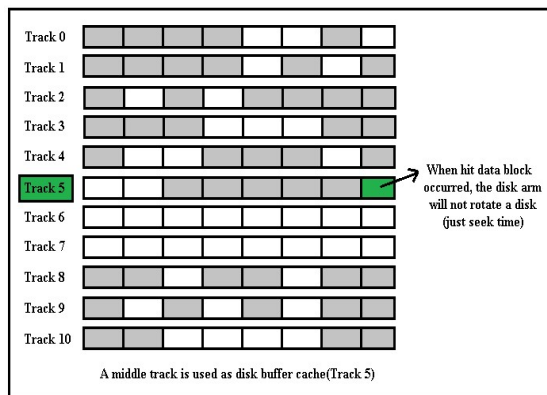 Track 0
Track 1
Track 2
Track 3
Track 4
Track 5
When hit data block
occurred, the disk arm
will not rotate a disk
(just seek time)
Track 6
Track 7
Track 8
Track 9
Track 10
A middle track is used as disk buffer cache(Track 5)